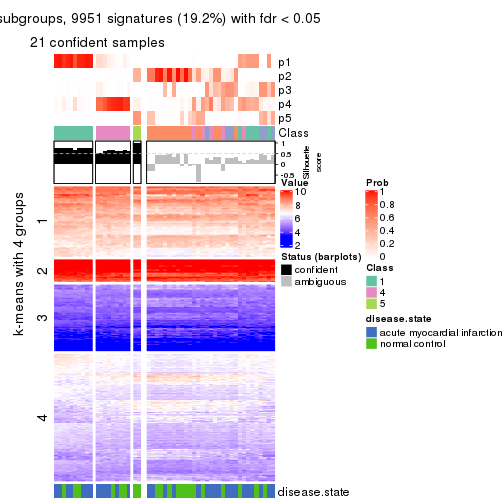 subgroups, 9951 signatures (19.2%) with fdr < 0.05
21 confident samples
p1
p2
p3
p4
p5
Class
1
0.5
0
-0.5
Silhouette
score
k-means with 4 groups
1
2
3
4
disease.state
Value
10
8
6
4
2
Status (barplots)
confident
ambiguous
Prob
1
0.8
0.6
0.4
0.2
0
Class
1
4
5
disease.state
acute myocardial infarction
normal control